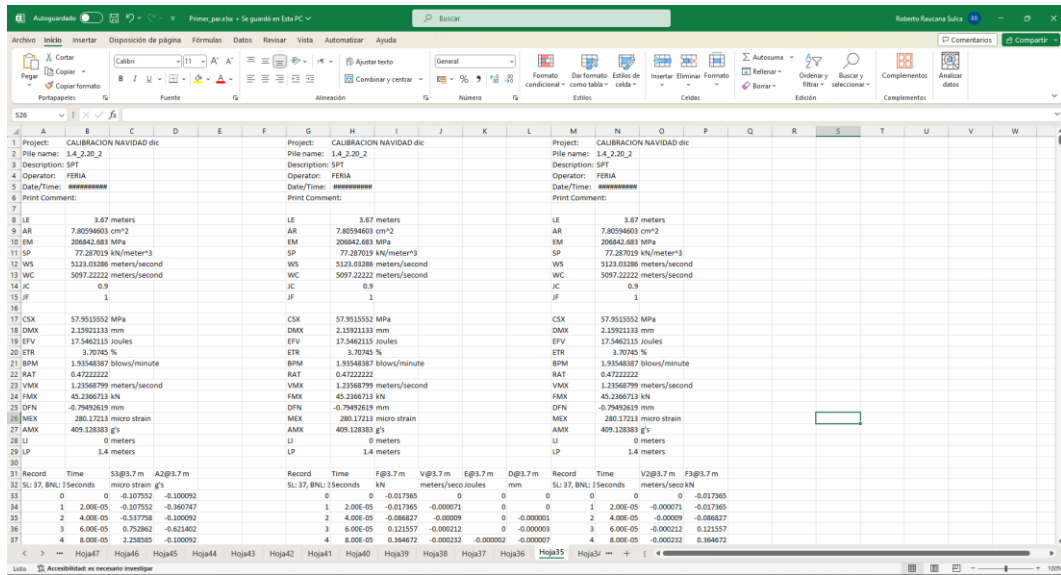 Autoguardado Primer_par.xlsx • Se guardó en Esta PC Buscar Roberto Raucana Sulca
Archivo Inicio Insertar Disposición de página Fórmulas Datos Revisar Vista Automatizar Ayuda Comentarios Compartir
Pegar Cortar Copiar Copiar formato Portapapeles
Calibri 11 A^ A˅ N K S A Fuente
Ajustar texto Combinar y centrar Alineación
General % Número
Formato condicional Dar formato como tabla Estilos de celda Estilos
Insertar Eliminar Formato Celdas
Autosuma Rellenar Borrar Ordenar y filtrar Buscar y seleccionar Edición
Complementos Complementos
Analizar datos
S26 fx
A B C D E F G H I J K L M N O P Q R S T U V W
1 Project: CALIBRACION NAVIDAD dic Project: CALIBRACION NAVIDAD dic Project: CALIBRACION NAVIDAD dic
2 Pile name: 1.4_2.20_2 Pile name: 1.4_2.20_2 Pile name: 1.4_2.20_2
3 Description: SPT Description: SPT Description: SPT
4 Operator: FERIA Operator: FERIA Operator: FERIA
5 Date/Time: ########## Date/Time: ########## Date/Time: ##########
6 Print Comment: Print Comment: Print Comment:
7
8 LE 3.67 meters LE 3.67 meters LE 3.67 meters
9 AR 7.80594603 cm^2 AR 7.80594603 cm^2 AR 7.80594603 cm^2
10 EM 206842.683 MPa EM 206842.683 MPa EM 206842.683 MPa
11 SP 77.287019 kN/meter^3 SP 77.287019 kN/meter^3 SP 77.287019 kN/meter^3
12 WS 5123.03286 meters/second WS 5123.03286 meters/second WS 5123.03286 meters/second
13 WC 5097.22222 meters/second WC 5097.22222 meters/second WC 5097.22222 meters/second
14 JC 0.9 JC 0.9 JC 0.9
15 JF 1 JF 1 JF 1
16
17 CSX 57.9515552 MPa CSX 57.9515552 MPa CSX 57.9515552 MPa
18 DMX 2.15921133 mm DMX 2.15921133 mm DMX 2.15921133 mm
19 EFV 17.5462115 Joules EFV 17.5462115 Joules EFV 17.5462115 Joules
20 ETR 3.70745 % ETR 3.70745 % ETR 3.70745 %
21 BPM 1.93548387 blows/minute BPM 1.93548387 blows/minute BPM 1.93548387 blows/minute
22 RAT 0.47222222 RAT 0.47222222 RAT 0.47222222
23 VMX 1.23568799 meters/second VMX 1.23568799 meters/second VMX 1.23568799 meters/second
24 FMX 45.2366713 kN FMX 45.2366713 kN FMX 45.2366713 kN
25 DFN -0.79492619 mm DFN -0.79492619 mm DFN -0.79492619 mm
26 MEX 280.17213 micro strain MEX 280.17213 micro strain MEX 280.17213 micro strain
27 AMX 409.128383 g's AMX 409.128383 g's AMX 409.128383 g's
28 LI 0 meters LI 0 meters LI 0 meters
29 LP 1.4 meters LP 1.4 meters LP 1.4 meters
30
31 Record Time S3@3.7 m A2@3.7 m Record Time F@3.7 m V@3.7 m E@3.7 m D@3.7 m Record Time V2@3.7 m F3@3.7 m
32 SL: 37, BNL: Seconds micro strain g's SL: 37, BNL: Seconds kN meters/seco Joules mm SL: 37, BNL: Seconds meters/seco kN
33 0 0 -0.107552 -0.100092 0 0 -0.017365 0 0 0 0 0 0 -0.017365
34 1 2.00E-05 -0.107552 -0.360747 1 2.00E-05 -0.017365 -0.000071 0 0 1 2.00E-05 -0.000071 -0.017365
35 2 4.00E-05 -0.537758 -0.100092 2 4.00E-05 -0.086827 -0.00009 0 -0.000001 2 4.00E-05 -0.00009 -0.086827
36 3 6.00E-05 0.752862 -0.621402 3 6.00E-05 0.121557 -0.000212 0 -0.000003 3 6.00E-05 -0.000212 0.121557
37 4 8.00E-05 2.258585 -0.100092 4 8.00E-05 0.364672 -0.000232 -0.000002 -0.000007 4 8.00E-05 -0.000232 0.364672
Hoja47 Hoja46 Hoja45 Hoja44 Hoja43 Hoja42 Hoja41 Hoja40 Hoja39 Hoja38 Hoja37 Hoja36 Hoja35 Hoja3
Listo Accesibilidad: es necesario investigar 100%